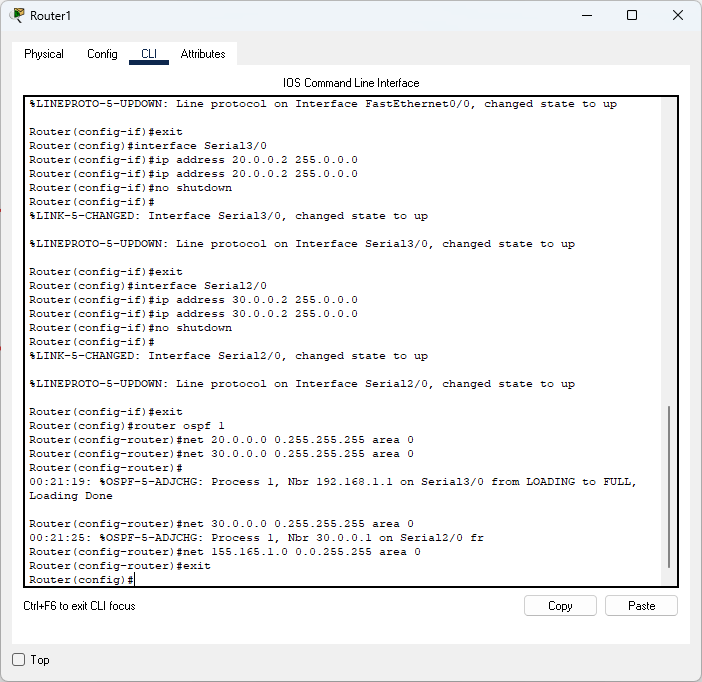 Router1
Physical Config CLI Attributes
IOS Command Line Interface
%LINEPROTO-5-UPDOWN: Line protocol on Interface FastEthernet0/0, changed state to up
Router(config-if)#exit
Router(config)#interface Serial3/0
Router(config-if)#ip address 20.0.0.2 255.0.0.0
Router(config-if)#ip address 20.0.0.2 255.0.0.0
Router(config-if)#no shutdown
Router(config-if)#
%LINK-5-CHANGED: Interface Serial3/0, changed state to up
%LINEPROTO-5-UPDOWN: Line protocol on Interface Serial3/0, changed state to up
Router(config-if)#exit
Router(config)#interface Serial2/0
Router(config-if)#ip address 30.0.0.2 255.0.0.0
Router(config-if)#ip address 30.0.0.2 255.0.0.0
Router(config-if)#no shutdown
Router(config-if)#
%LINK-5-CHANGED: Interface Serial2/0, changed state to up
%LINEPROTO-5-UPDOWN: Line protocol on Interface Serial2/0, changed state to up
Router(config-if)#exit
Router(config)#router ospf 1
Router(config-router)#net 20.0.0.0 0.255.255.255 area 0
Router(config-router)#net 30.0.0.0 0.255.255.255 area 0
Router(config-router)#
00:21:19: %OSPF-5-ADJCHG: Process 1, Nbr 192.168.1.1 on Serial3/0 from LOADING to FULL,
Loading Done
Router(config-router)#net 30.0.0.0 0.255.255.255 area 0
00:21:25: %OSPF-5-ADJCHG: Process 1, Nbr 30.0.0.1 on Serial2/0 fr
Router(config-router)#net 155.165.1.0 0.0.255.255 area 0
Router(config-router)#exit
Router(config)#
Ctrl+F6 to exit CLI focus
Copy Paste
Top